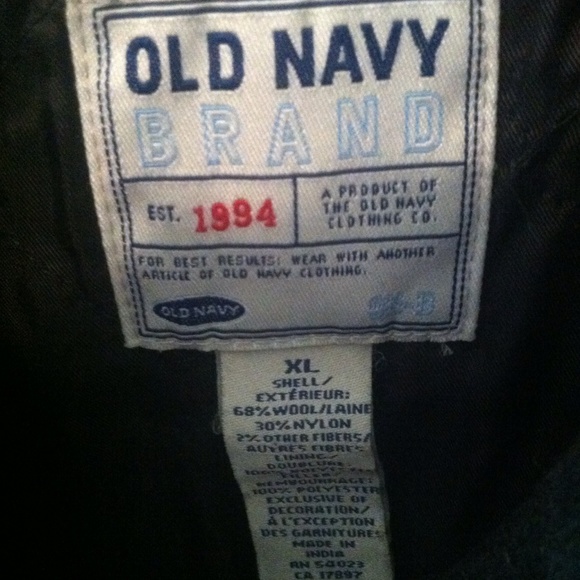 OLD NAVY
BRAND
EST. 1994
A PRODUCT OF
THE OLD NAVY
CLOTHING CO.
FOR BEST RESULTS: WEAR WITH ANOTHER
ARTICLE OF OLD NAVY CLOTHING.
OLD NAVY
XL
SHELL/
EXTÉRIEUR:
68% WOOL/LAINE
30% NYLON
2% OTHER FIBERS/
AUTRES FIBRES
LINING/
DOUBLURE:
100% POLYESTER
REMBOURRAGE:
100% POLYESTER
EXCLUSIVE OF
DECORATION/
À L'EXCEPTION
DES GARNITURES
MADE IN
INDIA
RN 54023
CA 17897